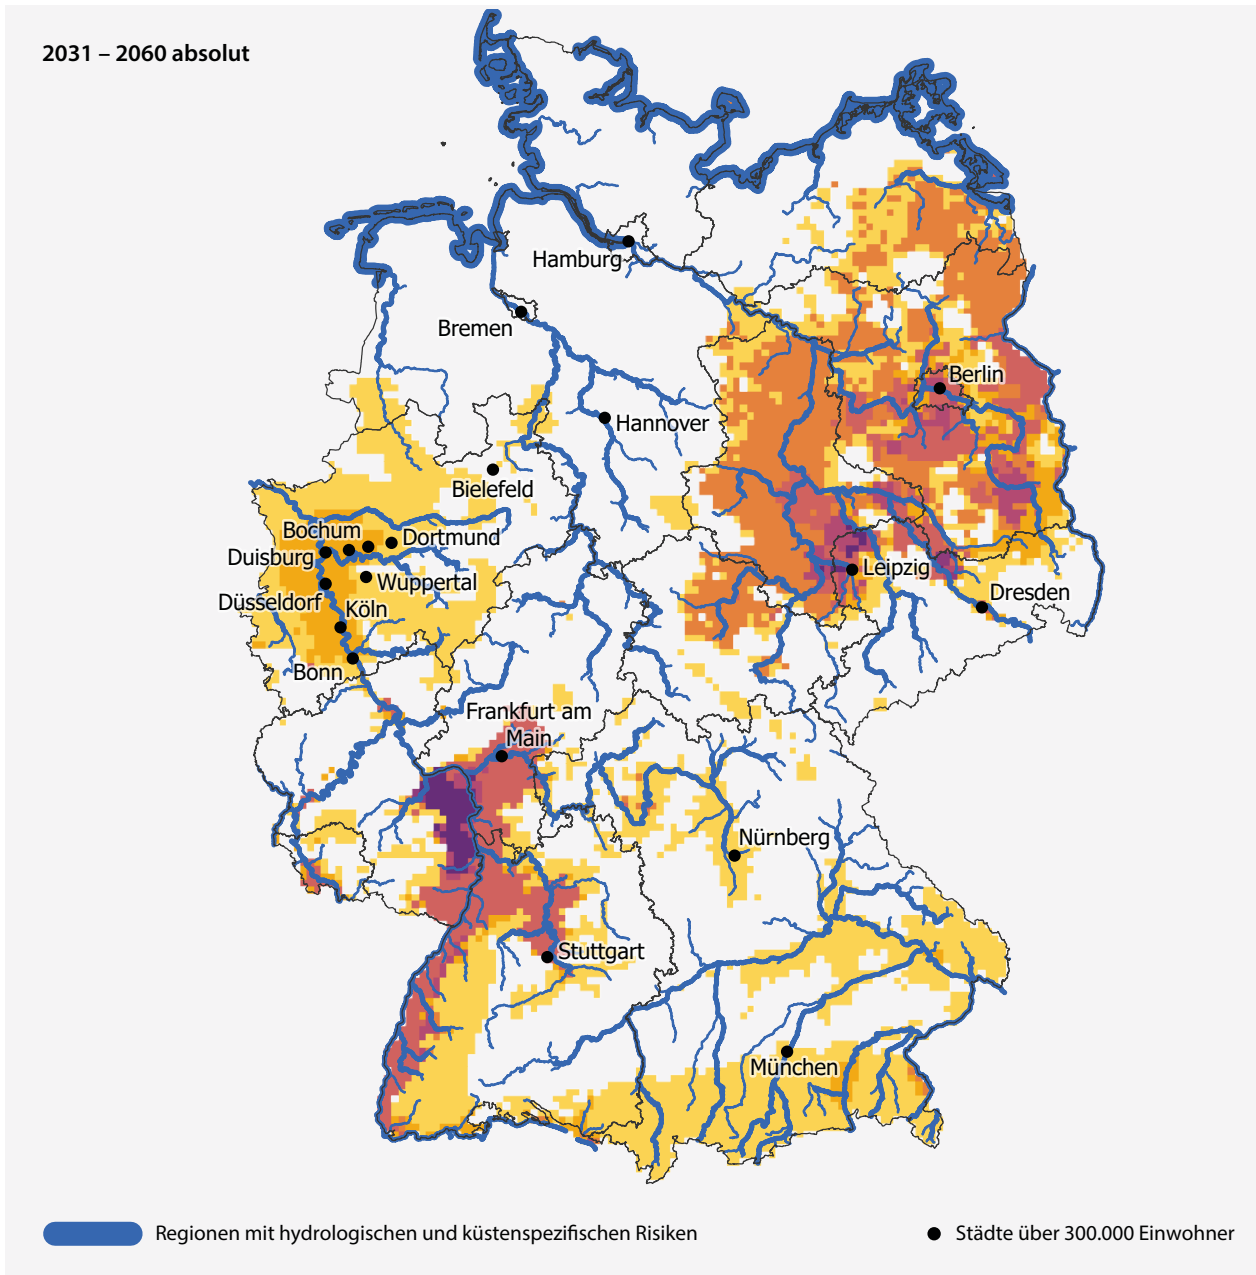 2031 – 2060 absolut
Hamburg
Bremen
Berlin
Hannover
Bielefeld
Bochum
Dortmund
Duisburg
Wuppertal
Leipzig
Düsseldorf
Köln
Dresden
Bonn
Frankfurt am
Main
Nürnberg
Stuttgart
München
Regionen mit hydrologischen und küstenspezifischen Risiken
Städte über 300.000 Einwohner